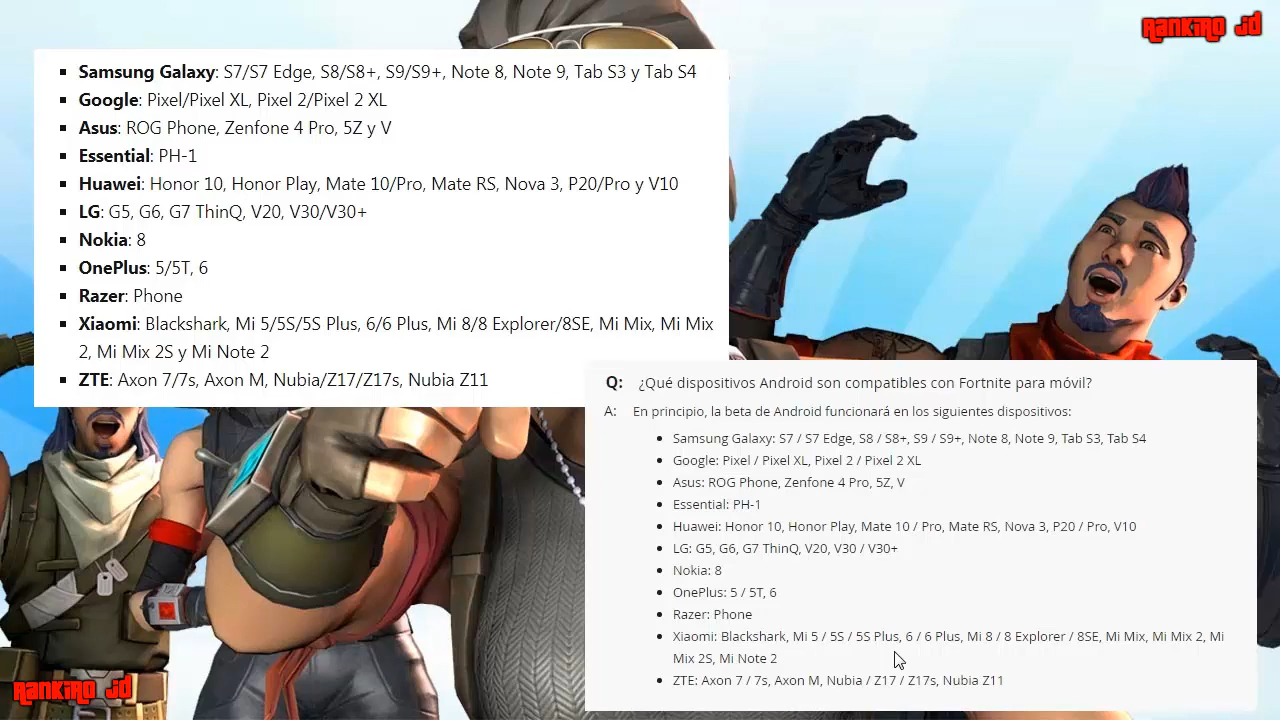 RANKIRO JD
Samsung Galaxy: S7/S7 Edge, S8/S8+, S9/S9+, Note 8, Note 9, Tab S3 y Tab S4
Google: Pixel/Pixel XL, Pixel 2/Pixel 2 XL
Asus: ROG Phone, Zenfone 4 Pro, 5Z y V
Essential: PH-1
Huawei: Honor 10, Honor Play, Mate 10/Pro, Mate RS, Nova 3, P20/Pro y V10
LG: G5, G6, G7 ThinQ, V20, V30/V30+
Nokia: 8
OnePlus: 5/5T, 6
Razer: Phone
Xiaomi: Blackshark, Mi 5/5S/5S Plus, 6/6 Plus, Mi 8/8 Explorer/8SE, Mi Mix, Mi Mix
2, Mi Mix 2S y Mi Note 2
ZTE: Axon 7/7s, Axon M, Nubia/Z17/Z17s, Nubia Z11
Q: ¿Qué dispositivos Android son compatibles con Fortnite para móvil?
A: En principio, la beta de Android funcionará en los siguientes dispositivos:
Samsung Galaxy: S7 / S7 Edge, S8 / S8+, S9 / S9+, Note 8, Note 9, Tab S3, Tab S4
Google: Pixel / Pixel XL, Pixel 2 / Pixel 2 XL
Asus: ROG Phone, Zenfone 4 Pro, 5Z, V
Essential: PH-1
Huawei: Honor 10, Honor Play, Mate 10 / Pro, Mate RS, Nova 3, P20 / Pro, V10
LG: G5, G6, G7 ThinQ, V20, V30 / V30+
Nokia: 8
OnePlus: 5 / 5T, 6
Razer: Phone
Xiaomi: Blackshark, Mi 5 / 5S / 5S Plus, 6 / 6 Plus, Mi 8 / 8 Explorer / 8SE, Mi Mix, Mi Mix 2, Mi
Mix 2S, Mi Note 2
ZTE: Axon 7 / 7s, Axon M, Nubia / Z17 / Z17s, Nubia Z11
RANKIRO JD